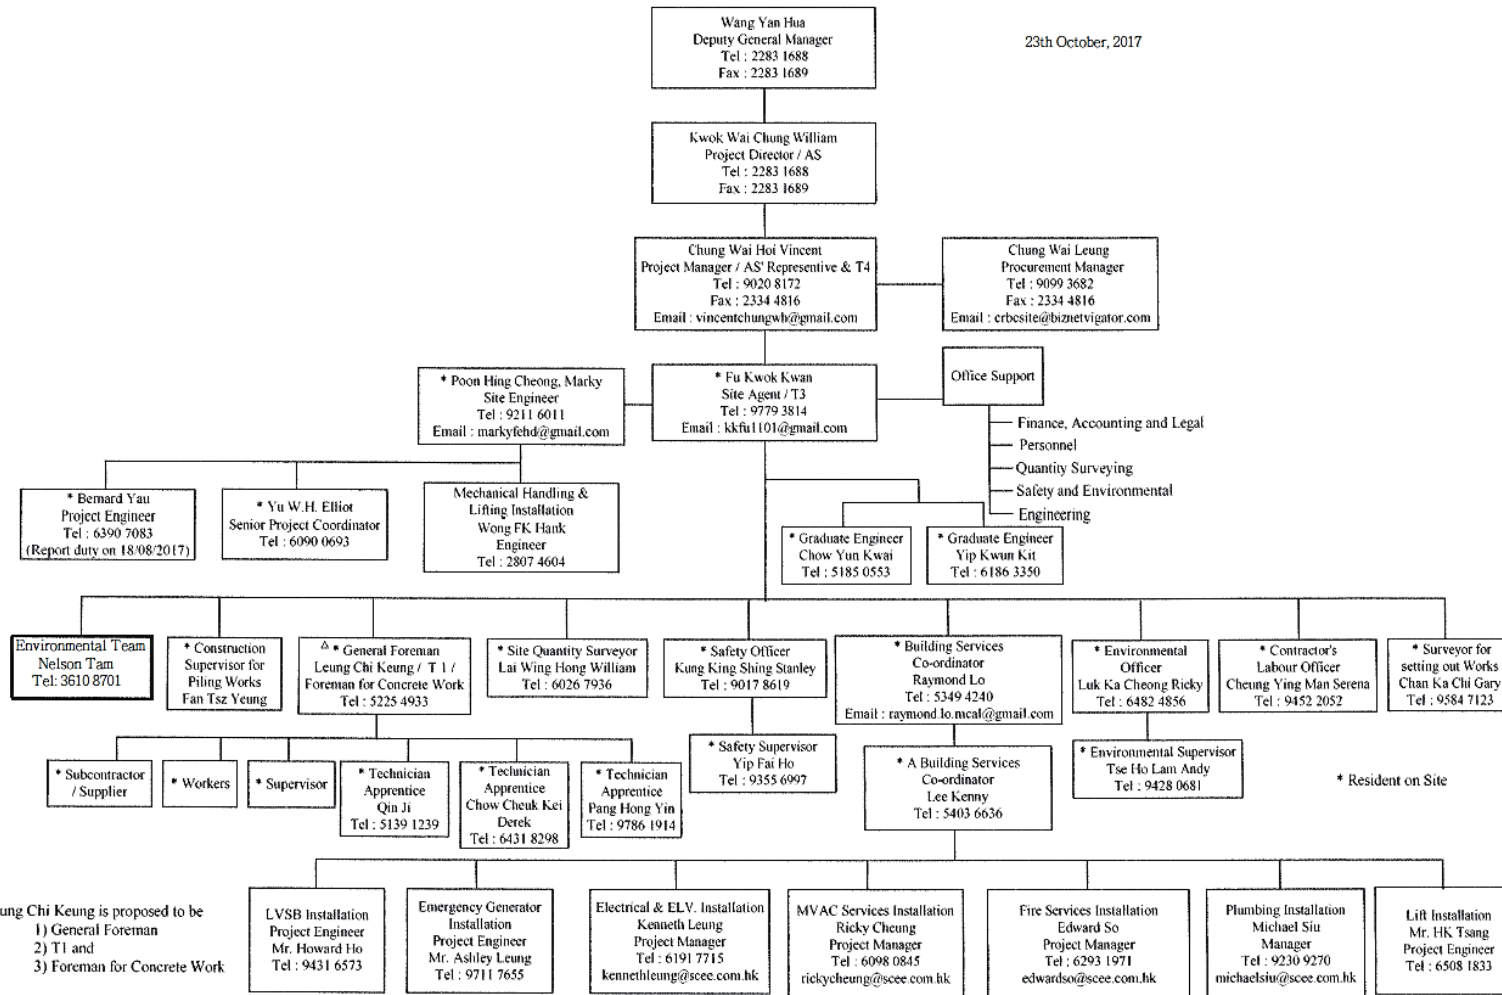 Wang Yan Hua
Deputy General Manager
Tel : 2283 1688
Fax : 2283 1689
23th October, 2017
Kwok Wai Chung William
Project Director / AS
Tel : 2283 1688
Fax : 2283 1689
Chung Wai Hoi Vincent
Project Manager / AS' Representive & T4
Tel : 9020 8172
Fax : 2334 4816
Email : vincentchungwh@gmail.com
Chung Wai Leung
Procurement Manager
Tel : 9099 3682
Fax : 2334 4816
Email : crbcsite@biznetvigator.com
* Poon Hing Cheong, Marky
Site Engineer
Tel : 9211 6011
Email : markyfehd@gmail.com
* Fu Kwok Kwan
Site Agent / T3
Tel : 9779 3814
Email : kkfu1101@gmail.com
Office Support
Finance, Accounting and Legal
Personnel
Quantity Surveying
Safety and Environmental
Engineering
* Bernard Yau
Project Engineer
Tel : 6390 7083
(Report duty on 18/08/2017)
* Yu W.H. Elliot
Senior Project Coordinator
Tel : 6090 0693
Mechanical Handling &
Lifting Installation
Wong FK Hank
Engineer
Tel : 2807 4604
* Graduate Engineer
Chow Yun Kwai
Tel : 5185 0553
* Graduate Engineer
Yip Kwun Kit
Tel : 6186 3350
Environmental Team
Nelson Tam
Tel: 3610 8701
* Construction
Supervisor for
Piling Works
Fan Tsz Yeung
Δ * General Foreman
Leung Chi Keung / T 1 /
Foreman for Concrete Work
Tel : 5225 4933
* Site Quantity Surveyor
Lai Wing Hong William
Tel : 6026 7936
* Safety Officer
Kung King Shing Stanley
Tel : 9017 8619
* Building Services
Co-ordinator
Raymond Lo
Tel : 5349 4240
Email : raymond.lo.mcal@gmail.com
* Environmental
Officer
Luk Ka Cheong Ricky
Tel : 6482 4856
* Contractor's
Labour Officer
Cheung Ying Man Serena
Tel : 9452 2052
* Surveyor for
setting out Works
Chan Ka Chi Gary
Tel : 9584 7123
* Subcontractor
/ Supplier
* Workers
* Supervisor
* Technician
Apprentice
Qin Ji
Tel : 5139 1239
* Technician
Apprentice
Chow Cheuk Kei
Derek
Tel : 6431 8298
* Technician
Apprentice
Pang Hong Yin
Tel : 9786 1914
* Safety Supervisor
Yip Fai Ho
Tel : 9355 6997
* A Building Services
Co-ordinator
Lee Kenny
Tel : 5403 6636
* Environmental Supervisor
Tse Ho Lam Andy
Tel : 9428 0681
* Resident on Site
ung Chi Keung is proposed to be
1) General Foreman
2) T1 and
3) Foreman for Concrete Work
LVSB Installation
Project Engineer
Mr. Howard Ho
Tel : 9431 6573
Emergency Generator
Installation
Project Engineer
Mr. Ashley Leung
Tel : 9711 7655
Electrical & ELV. Installation
Kenneth Leung
Project Manager
Tel : 6191 7715
kennethleung@scee.com.hk
MVAC Services Installation
Ricky Cheung
Project Manager
Tel : 6098 0845
rickycheung@scee.com.hk
Fire Services Installation
Edward So
Project Manager
Tel : 6293 1971
edwardso@scee.com.hk
Plumbing Installation
Michael Siu
Manager
Tel : 9230 9270
michaelsiu@scee.com.hk
Lift Installation
Mr. HK Tsang
Project Engineer
Tel : 6508 1833